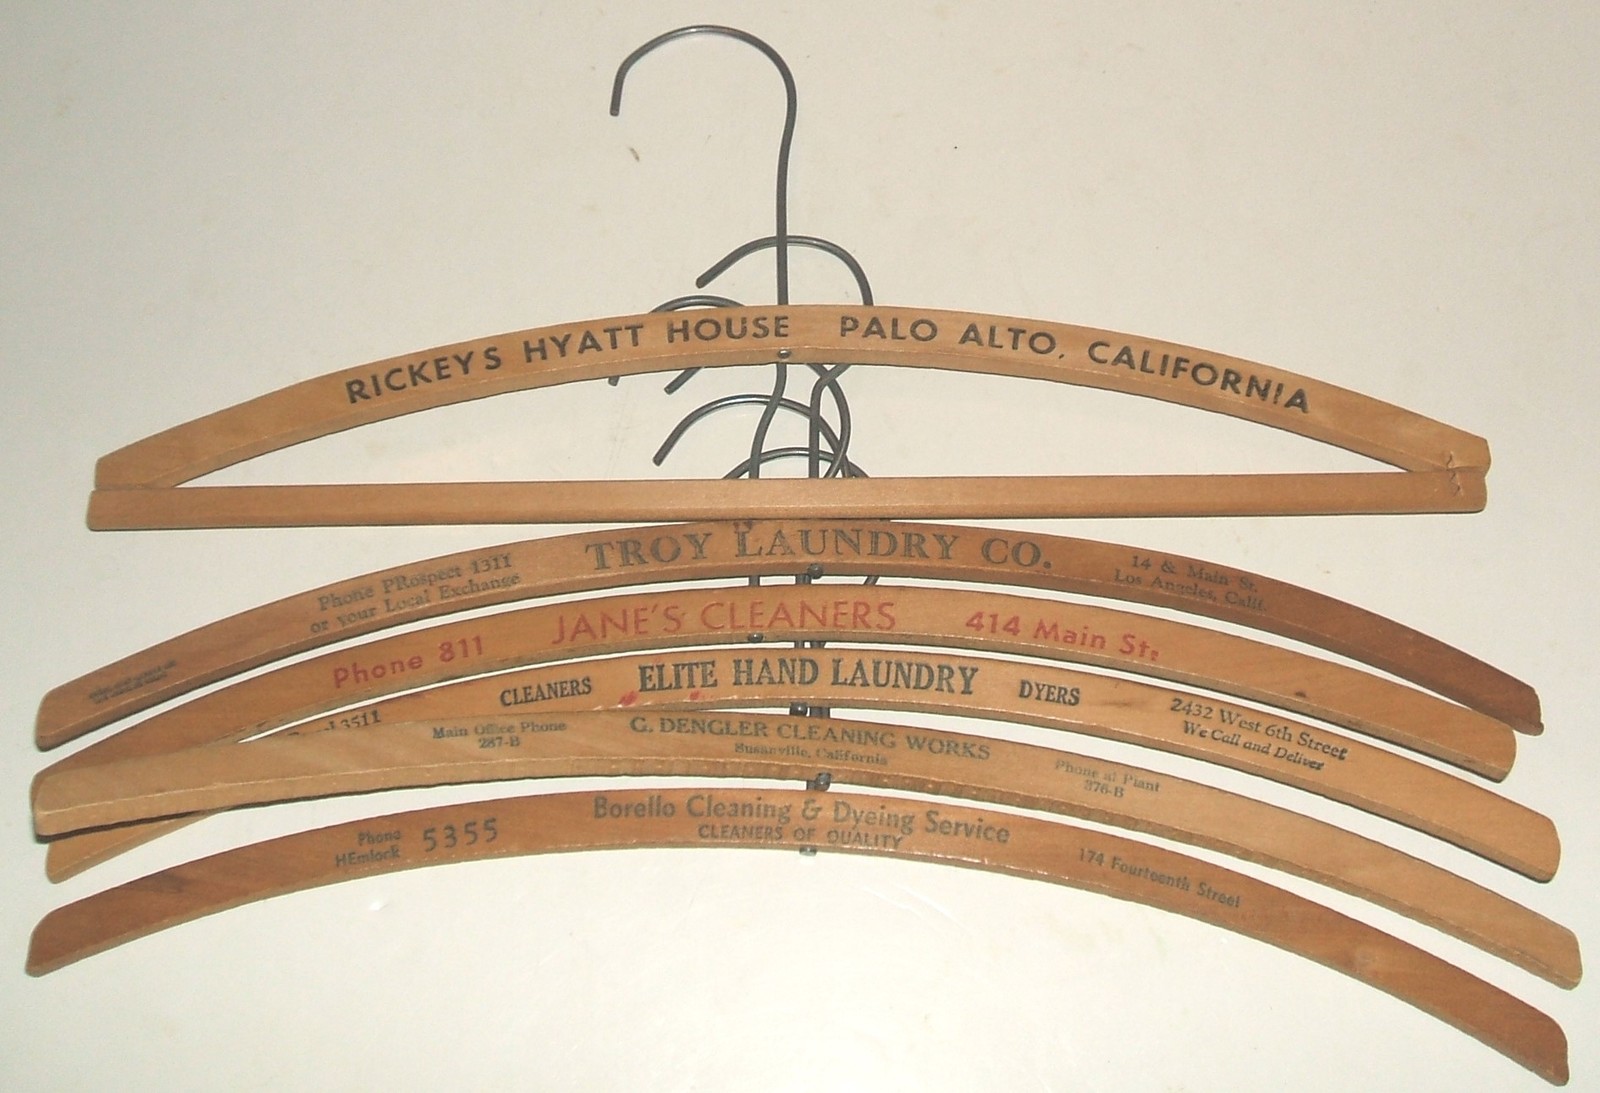 RICKEYS HYATT HOUSE PALO ALTO, CALIFORNIA
Phone PRospect 1311
or your Local Exchange
TROY LAUNDRY CO.
14 & Main St.
Los Angeles, Calif.
Phone 811 JANE'S CLEANERS 414 Main St.
3511
CLEANERS ELITE HAND LAUNDRY DYERS
2432 West 6th Street
We Call and Deliver
Main Office Phone
287-B
G. DENGLER CLEANING WORKS
Susanville, California
Phone at Plant
376-B
Phone
HEmlock
5355
Borello Cleaning & Dyeing Service
CLEANERS OF QUALITY
174 Fourteenth Street